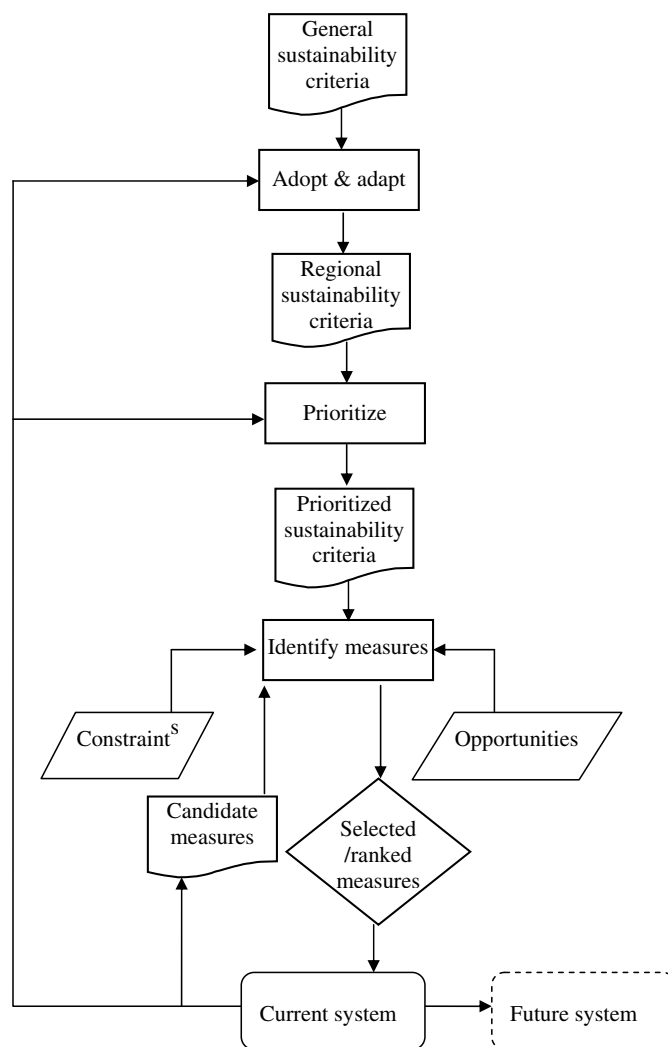 General
sustainability
criteria
Adopt & adapt
Regional
sustainability
criteria
Prioritize
Prioritized
sustainability
criteria
Identify measures
Constraints
Opportunities
Candidate
measures
Selected
/ranked
measures
Current system
Future system